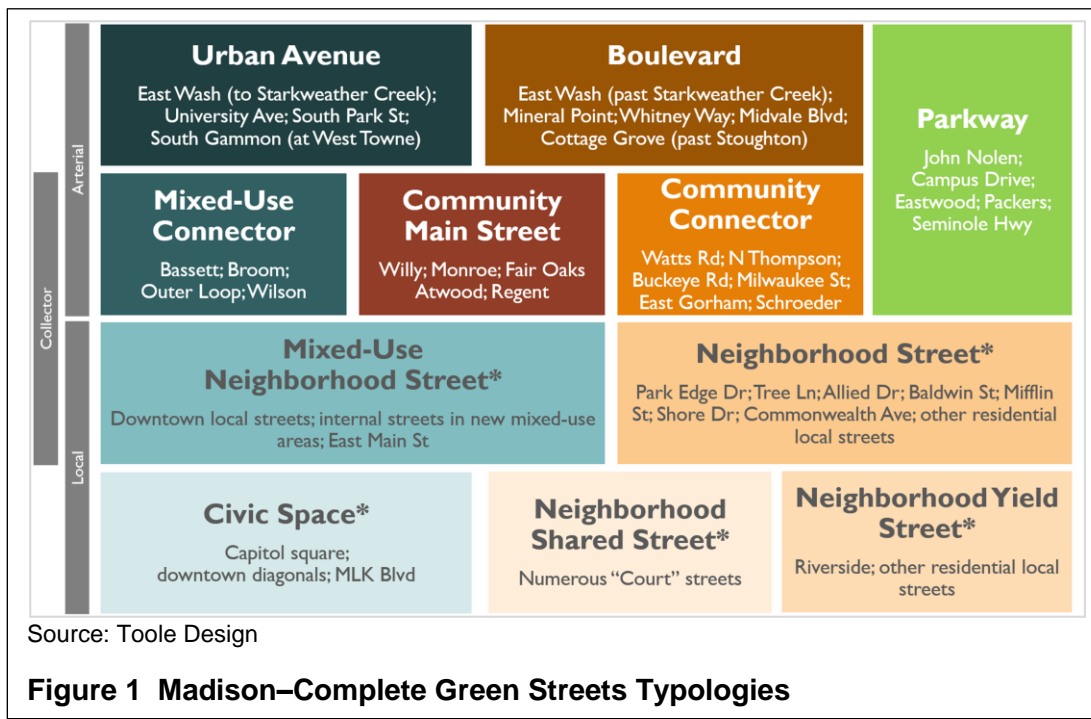 Collector
Arterial
Local
Urban Avenue
East Wash (to Starkweather Creek);
University Ave; South Park St;
South Gammon (at West Towne)
Boulevard
East Wash (past Starkweather Creek);
Mineral Point; Whitney Way; Midvale Blvd;
Cottage Grove (past Stoughton)
Parkway
John Nolen;
Campus Drive;
Eastwood; Packers;
Seminole Hwy
Mixed-Use
Connector
Bassett; Broom;
Outer Loop; Wilson
Community
Main Street
Willy; Monroe; Fair Oaks
Atwood; Regent
Community
Connector
Watts Rd; N Thompson;
Buckeye Rd; Milwaukee St;
East Gorham; Schroeder
Mixed-Use
Neighborhood Street*
Downtown local streets; internal streets in new mixed-use
areas; East Main St
Neighborhood Street*
Park Edge Dr; Tree Ln; Allied Dr; Baldwin St; Mifflin
St; Shore Dr; Commonwealth Ave; other residential
local streets
Civic Space*
Capitol square;
downtown diagonals; MLK Blvd
Neighborhood
Shared Street*
Numerous “Court” streets
Neighborhood Yield
Street*
Riverside; other residential local
streets
Source: Toole Design
Figure 1 Madison–Complete Green Streets Typologies